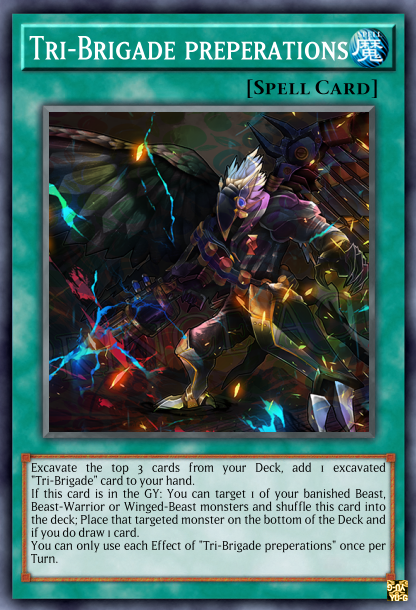 TRI-BRIGADE PREPERATIONS
[SPELL CARD]
Excavate the top 3 cards from your Deck, add 1 excavated
"Tri-Brigade" card to your hand.
If this card is in the GY: You can target 1 of your banished Beast,
Beast-Warrior or Winged-Beast monsters and shuffle this card into
the deck; Place that targeted monster on the bottom of the Deck and
if you do draw 1 card.
You can only use each Effect of "Tri-Brigade preperations" once per
Turn.